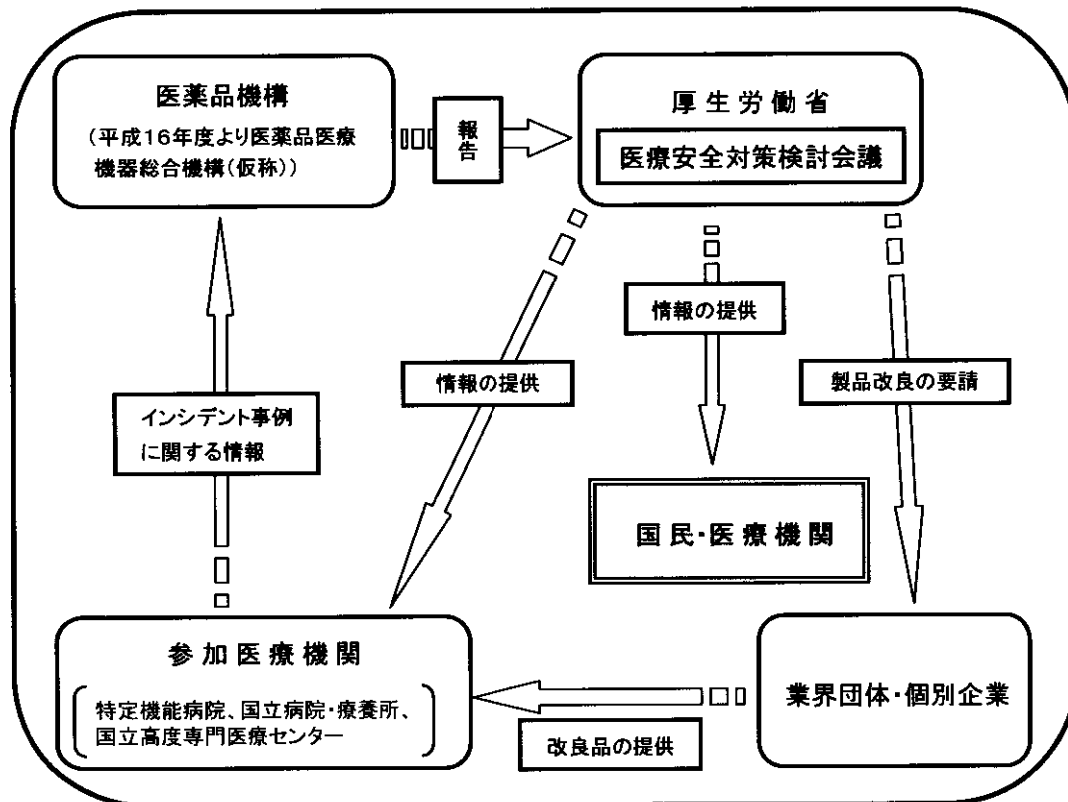 医薬品機構
(平成16年度より医薬品医療
機器総合機構(仮称))
報告
厚生労働省
医療安全対策検討会議
情報の提供
情報の提供
製品改良の要請
インシデント事例
に関する情報
国民・医療機関
参加医療機関
特定機能病院、国立病院・療養所、
国立高度専門医療センター
改良品の提供
業界団体・個別企業